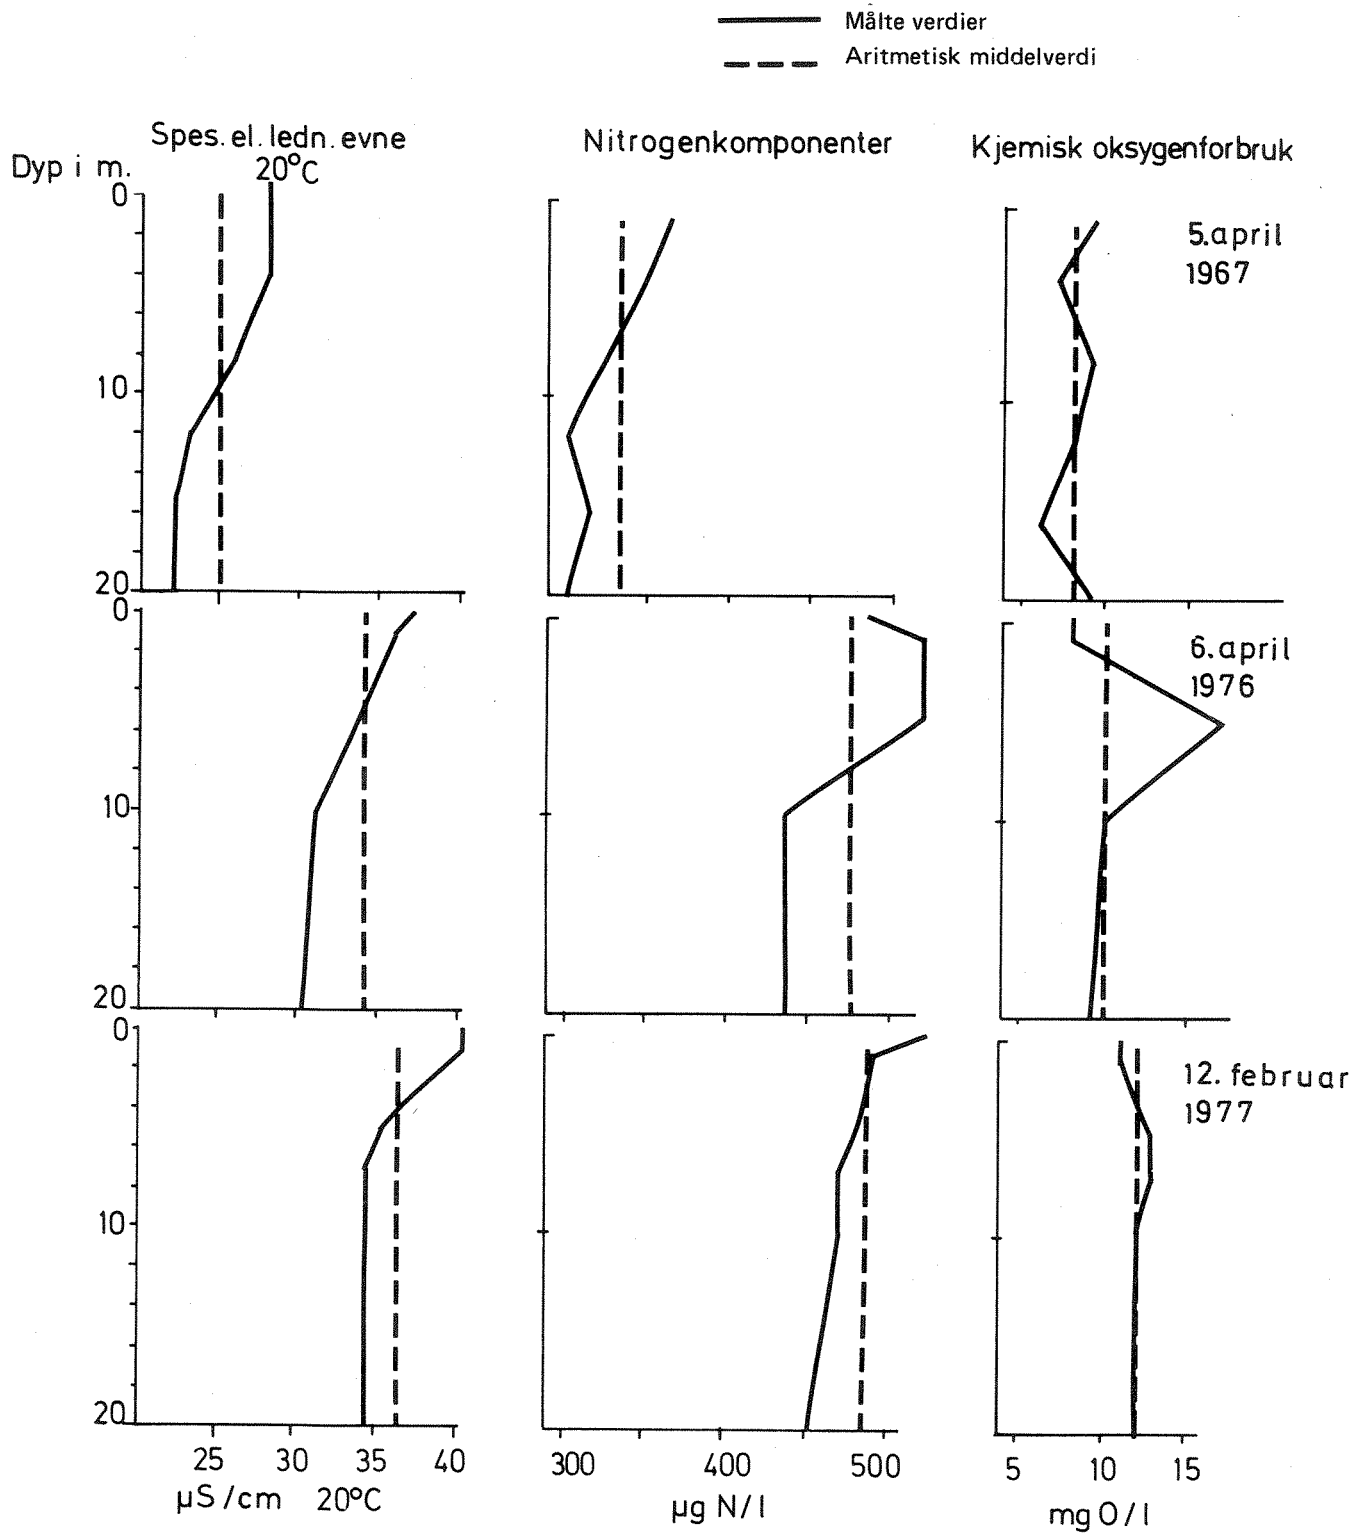 Målte verdier
Aritmetisk middelverdi
Spes. el. ledn. evne
20°C
Nitrogenkomponenter
Kjemisk oksygenforbruk
Dyp i m.
0
10
20
5. april
1967
0
10
20
6. april
1976
0
10
20
12. februar
1977
25 30 35 40
µS/cm 20°C
300 400 500
µg N/l
5 10 15
mg O/l